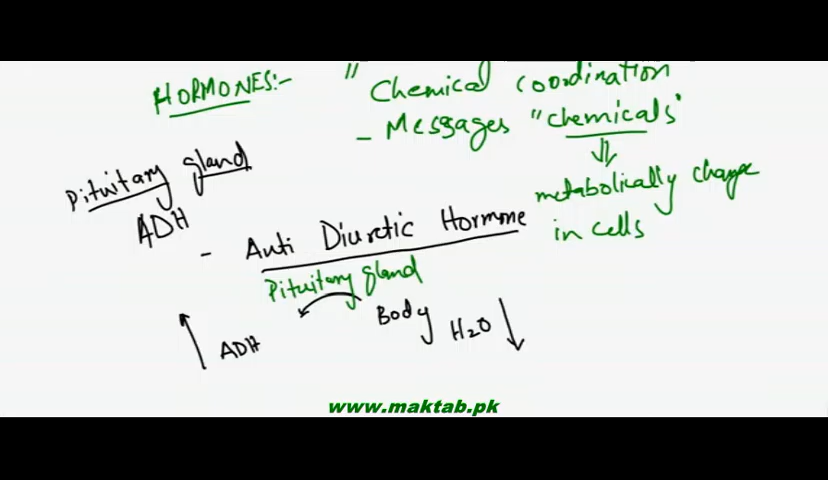 HORMONES:-
" Chemical coordination
- Messages "chemicals"
metabolically change
in cells
Pituitary gland
ADH
- Anti Diuretic Hormone
Pituitary gland
Body H2O
ADH
www.maktab.pk